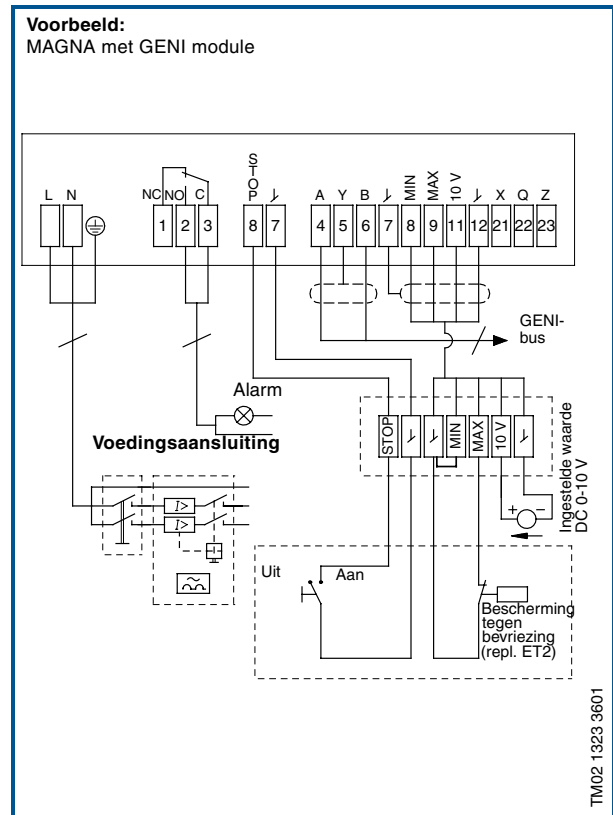 Voorbeeld:
MAGNA met GENI module
L N
NC NO C
STOP
A Y B MIN MAX 10 V X Q Z
1 2 3 8 7 4 5 6 7 8 9 11 12 21 22 23
GENI-
bus
Alarm
Voedingsaansluiting
STOP MIN MAX 10 V
Ingestelde waarde
DC 0-10 V
+ −
I> 
I>
Uit Aan
Bescherming
tegen
bevriezing
(repl. ET2)
TM02 1323 3601